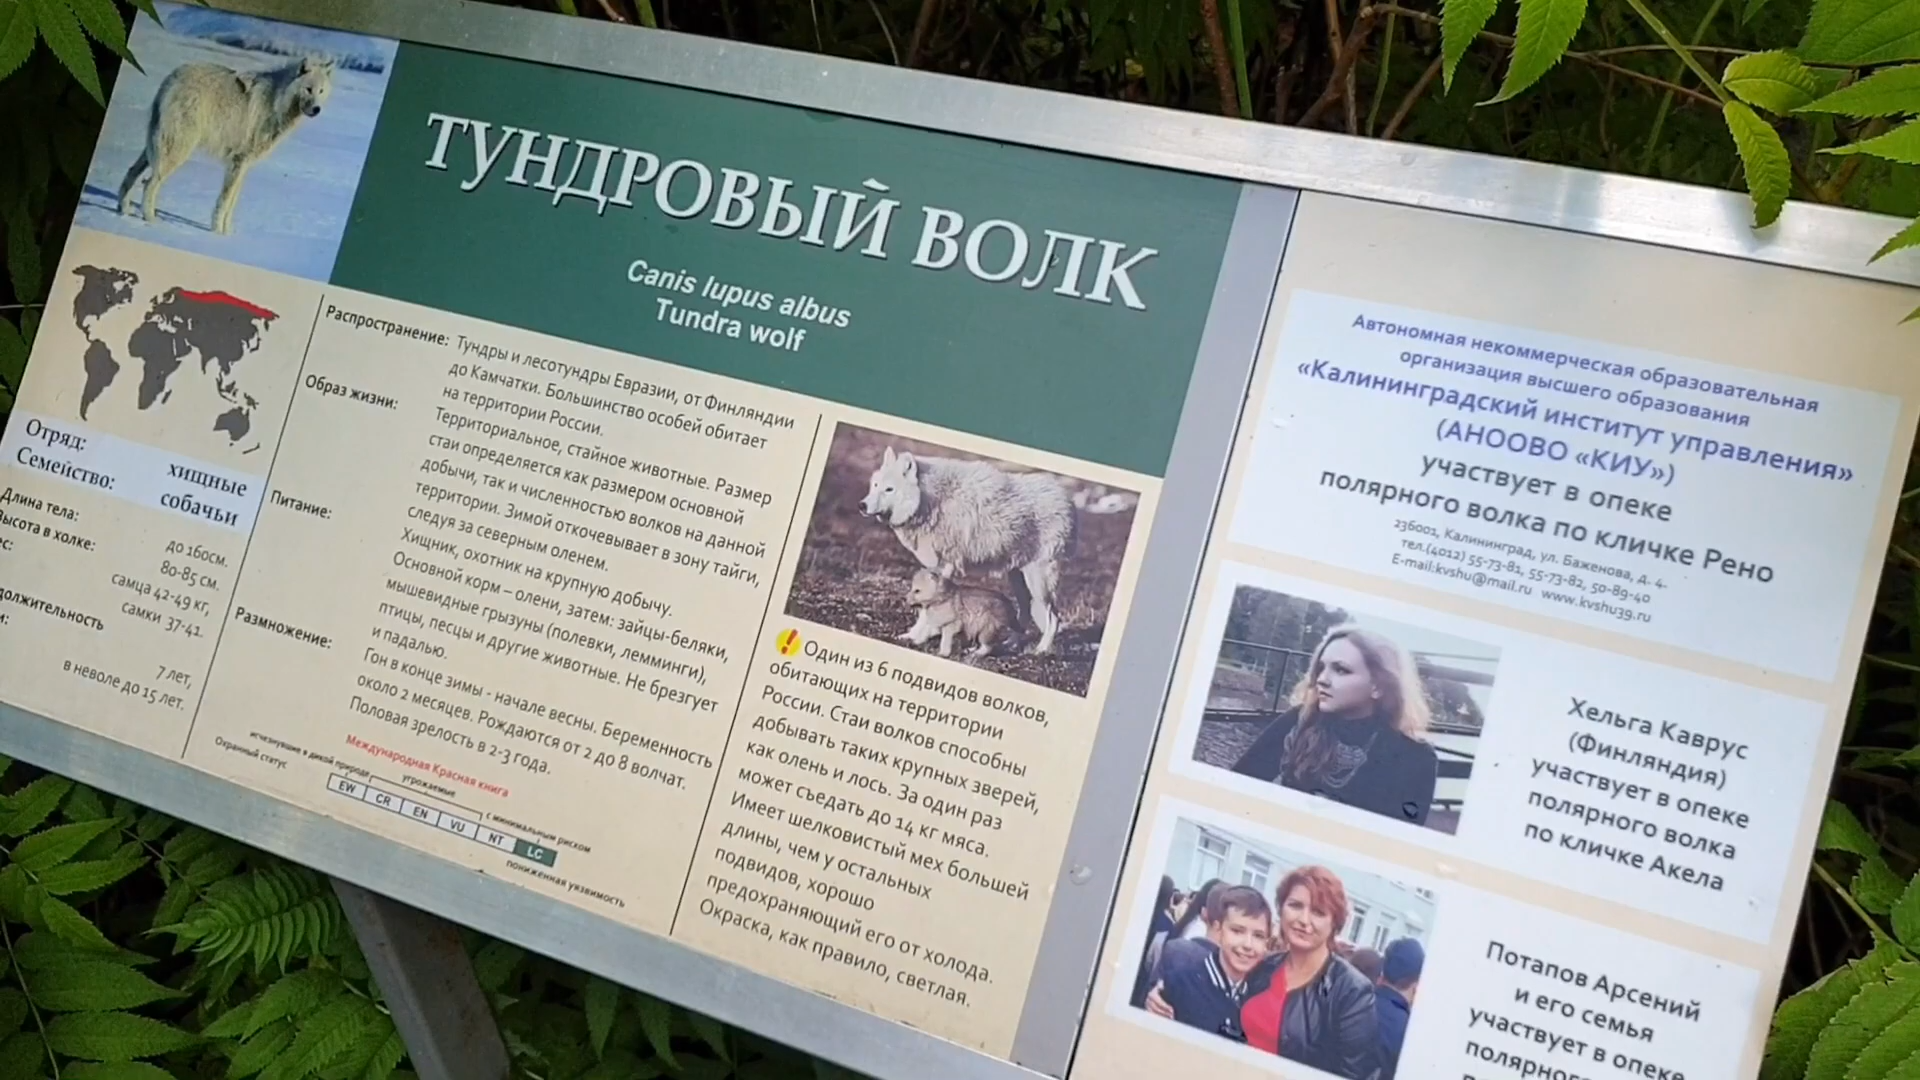 ТУНДРОВЫЙ ВОЛК
Canis lupus albus
Tundra wolf
Отряд: хищные
Семейство: собачьи
Длина тела: до 160см.
Высота в холке: 80-85 см.
ес: самца 42-49 кг,
самки 37-41.
должительность
и: 7 лет,
в неволе до 15 лет.
Распространение: Тундры и лесотундры Евразии, от Финляндии
до Камчатки. Большинство особей обитает
на территории России.
Образ жизни: Территориальное, стайное животные. Размер
стаи определяется как размером основной
добычи, так и численностью волков на данной
территории. Зимой откочевывает в зону тайги,
следуя за северным оленем.
Питание: Хищник, охотник на крупную добычу.
Основной корм – олени, затем: зайцы-беляки,
мышевидные грызуны (полевки, лемминги),
птицы, песцы и другие животные. Не брезгует
и падалью.
Размножение: Гон в конце зимы - начале весны. Беременность
около 2 месяцев. Рождаются от 2 до 8 волчат.
Половая зрелость в 2-3 года.
Международная Красная книга
исчезнувшие в дикой природе
угрожаемые
Охранный статус
с минимальным риском
EW CR EN VU NT LC
пониженная уязвимость
Один из 6 подвидов волков,
обитающих на территории
России. Стаи волков способны
добывать таких крупных зверей,
как олень и лось. За один раз
может съедать до 14 кг мяса.
Имеет шелковистый мех большей
длины, чем у остальных
подвидов, хорошо
предохраняющий его от холода.
Окраска, как правило, светлая.
Автономная некоммерческая образовательная
организация высшего образования
«Калининградский институт управления»
(АНООВО «КИУ»)
участвует в опеке
полярного волка по кличке Рено
236001, Калининград, ул. Баженова, д. 4.
тел.(4012) 55-73-81, 55-73-82, 50-89-40
E-mail:kvshu@mail.ru www.kvshu39.ru
Хельга Каврус
(Финляндия)
участвует в опеке
полярного волка
по кличке Акела
Потапов Арсений
и его семья
участвует в опеке
полярного